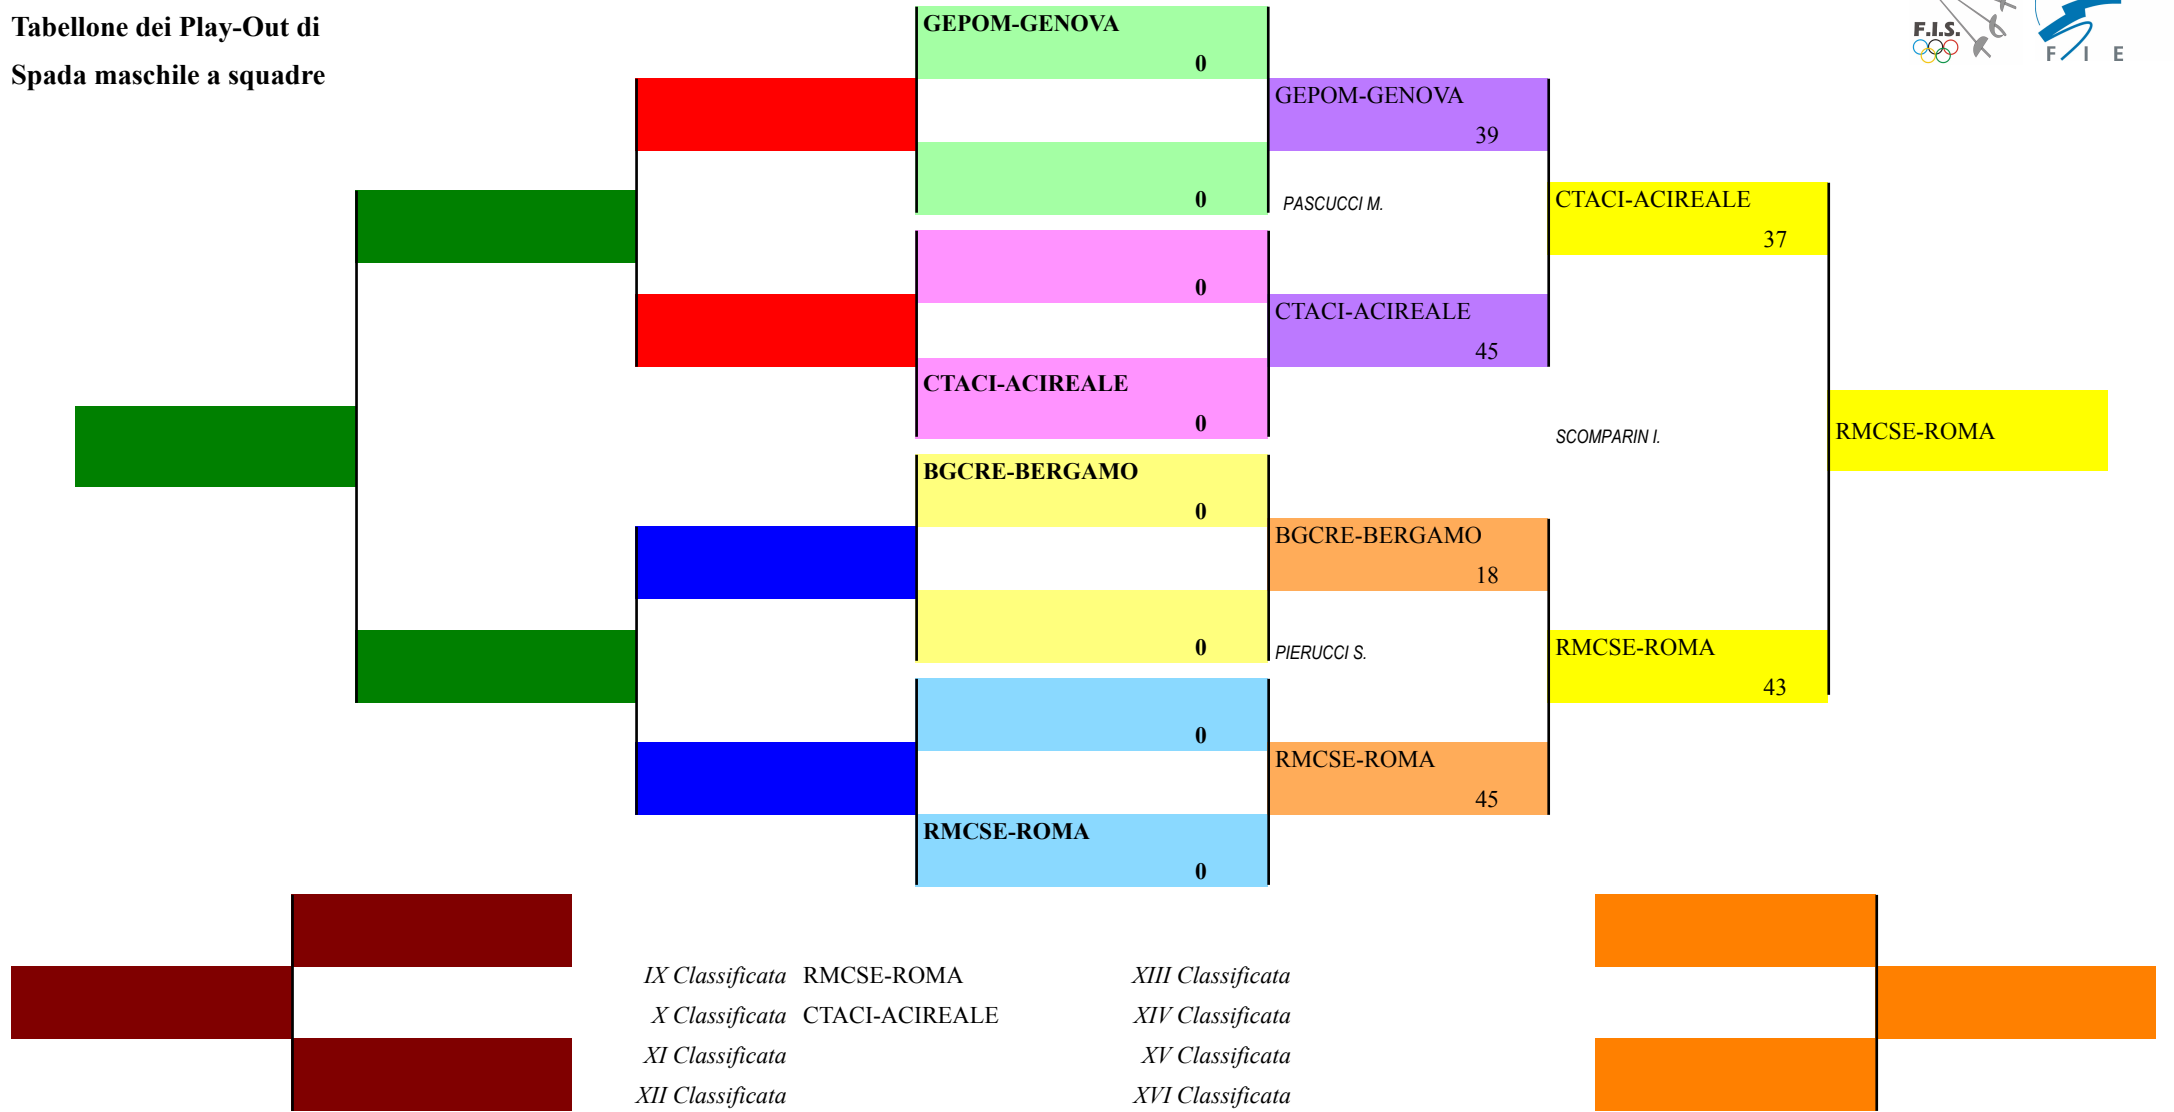 Tabellone dei Play-Out di
Spada maschile a squadre
F.I.S.
F I E
GEPOM-GENOVA
0
0
0
CTACI-ACIREALE
0
BGCRE-BERGAMO
0
0
0
RMCSE-ROMA
0
GEPOM-GENOVA
39
PASCUCCI M.
CTACI-ACIREALE
45
BGCRE-BERGAMO
18
PIERUCCI S.
RMCSE-ROMA
45
CTACI-ACIREALE
37
SCOMPARIN I.
RMCSE-ROMA
43
RMCSE-ROMA
IX Classificata RMCSE-ROMA
X Classificata CTACI-ACIREALE
XI Classificata
XII Classificata
XIII Classificata
XIV Classificata
XV Classificata
XVI Classificata